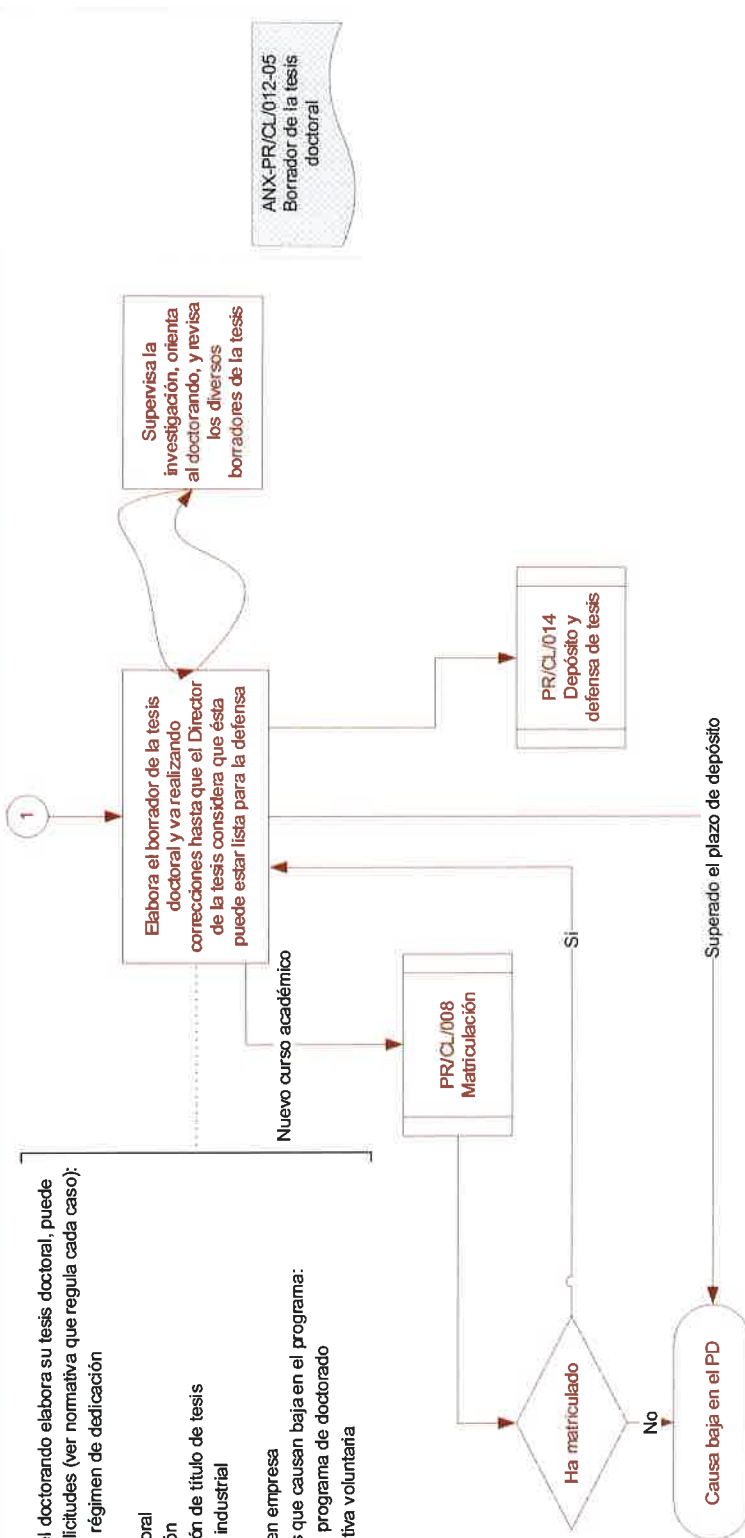 el doctorando elabora su tesis doctoral, puede
licitudes (ver normativa que regula cada caso):
régimen de dedicación
oral
ón
ón de título de tesis
industrial
en empresa
s que causan baja en el programa:
programa de doctorado
tiva voluntaria
1
Elabora el borrador de la tesis
doctoral y va realizando
correcciones hasta que el Director
de la tesis considera que ésta
puede estar lista para la defensa
Supervisa la
investigación, orienta
al doctorando, y revisa
los diversos
borradores de la tesis
ANX-PR/CL/012-05
Borrador de la tesis
doctoral
Nuevo curso académico
PR/CL/008
Matriculación
PR/CL/014
Depósito y
defensa de tesis
Ha matriculado
Si
No
Superado el plazo de depósito
Causa baja en el PD